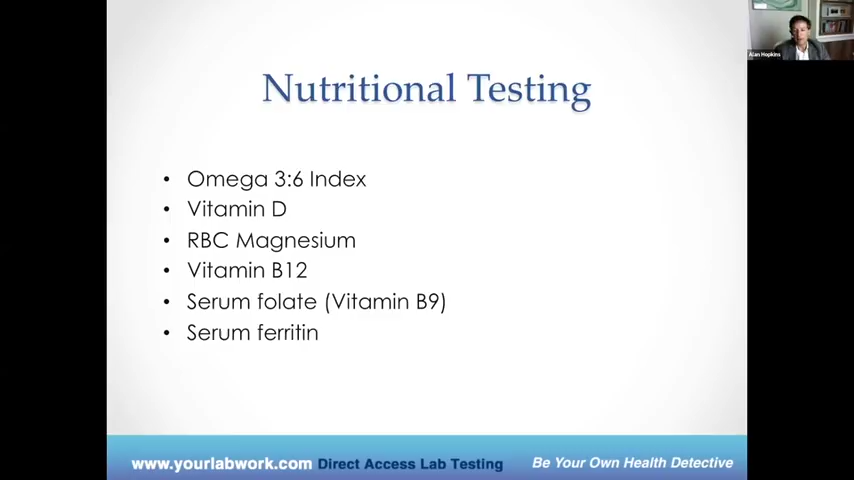 Alan Hopkins
Nutritional Testing
• Omega 3:6 Index
• Vitamin D
• RBC Magnesium
• Vitamin B12
• Serum folate (Vitamin B9)
• Serum ferritin
www.yourlabwork.com Direct Access Lab Testing Be Your Own Health Detective